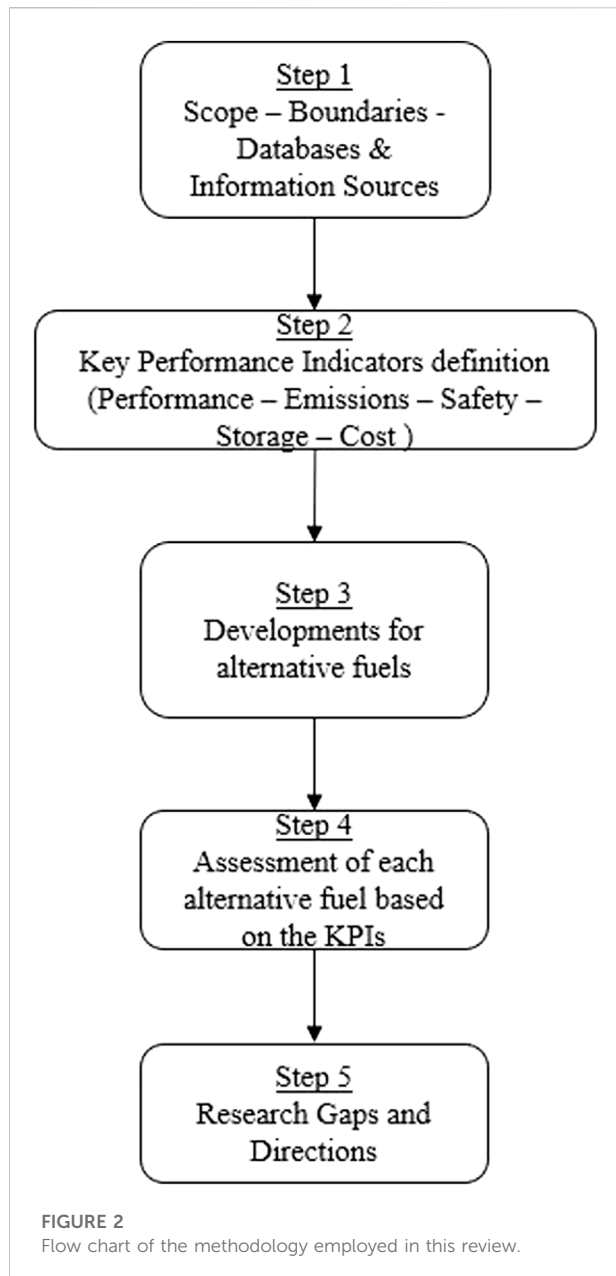 Step 1
Scope – Boundaries -
Databases &
Information Sources
Step 2
Key Performance Indicators definition
(Performance – Emissions – Safety –
Storage – Cost )
Step 3
Developments for
alternative fuels
Step 4
Assessment of each
alternative fuel based
on the KPIs
Step 5
Research Gaps and
Directions
FIGURE 2
Flow chart of the methodology employed in this review.